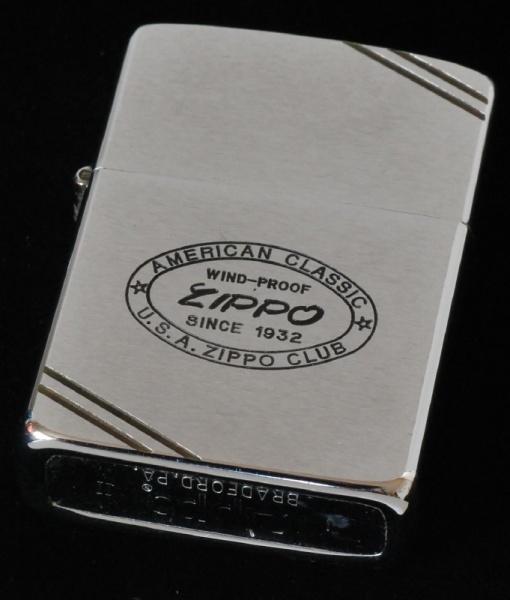 AMERICAN CLASSIC
WIND-PROOF
ZIPPO
SINCE 1932
U.S.A. ZIPPO CLUB
BRADFORD, PA.